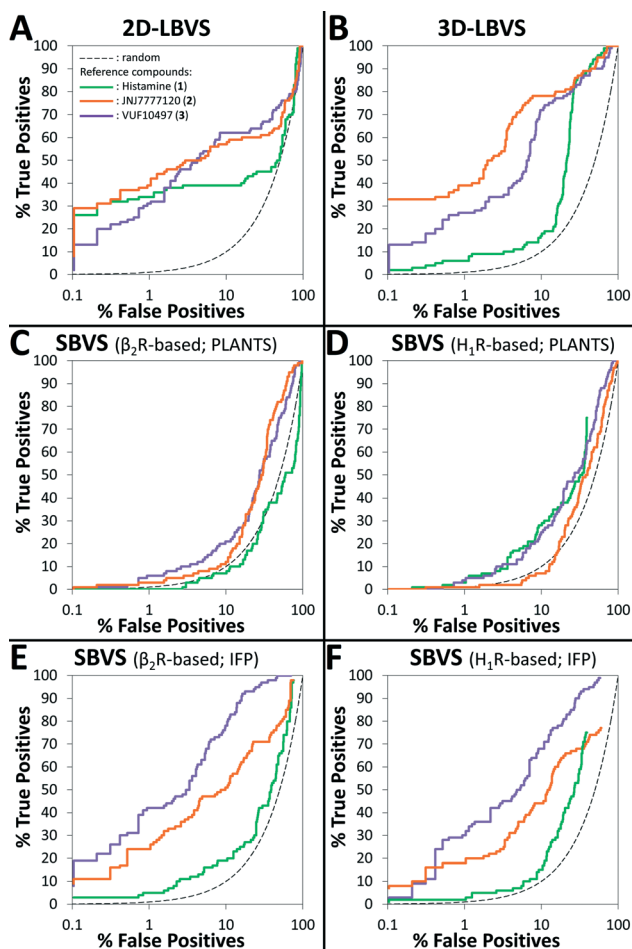 A 2D-LBVS
% True Positives
100
90
80
70
60
50
40
30
20
10
0
: random
Reference compounds:
: Histamine (1)
: JNJ7777120 (2)
: VUF10497 (3)
0.1 1 10 100
% False Positives
B 3D-LBVS
% True Positives
100
90
80
70
60
50
40
30
20
10
0
0.1 1 10 100
% False Positives
C SBVS (β₂R-based; PLANTS)
% True Positives
100
90
80
70
60
50
40
30
20
10
0
0.1 1 10 100
% False Positives
D SBVS (H₁R-based; PLANTS)
% True Positives
100
90
80
70
60
50
40
30
20
10
0
0.1 1 10 100
% False Positives
E SBVS (β₂R-based; IFP)
% True Positives
100
90
80
70
60
50
40
30
20
10
0
0.1 1 10 100
% False Positives
F SBVS (H₁R-based; IFP)
% True Positives
100
90
80
70
60
50
40
30
20
10
0
0.1 1 10 100
% False Positives